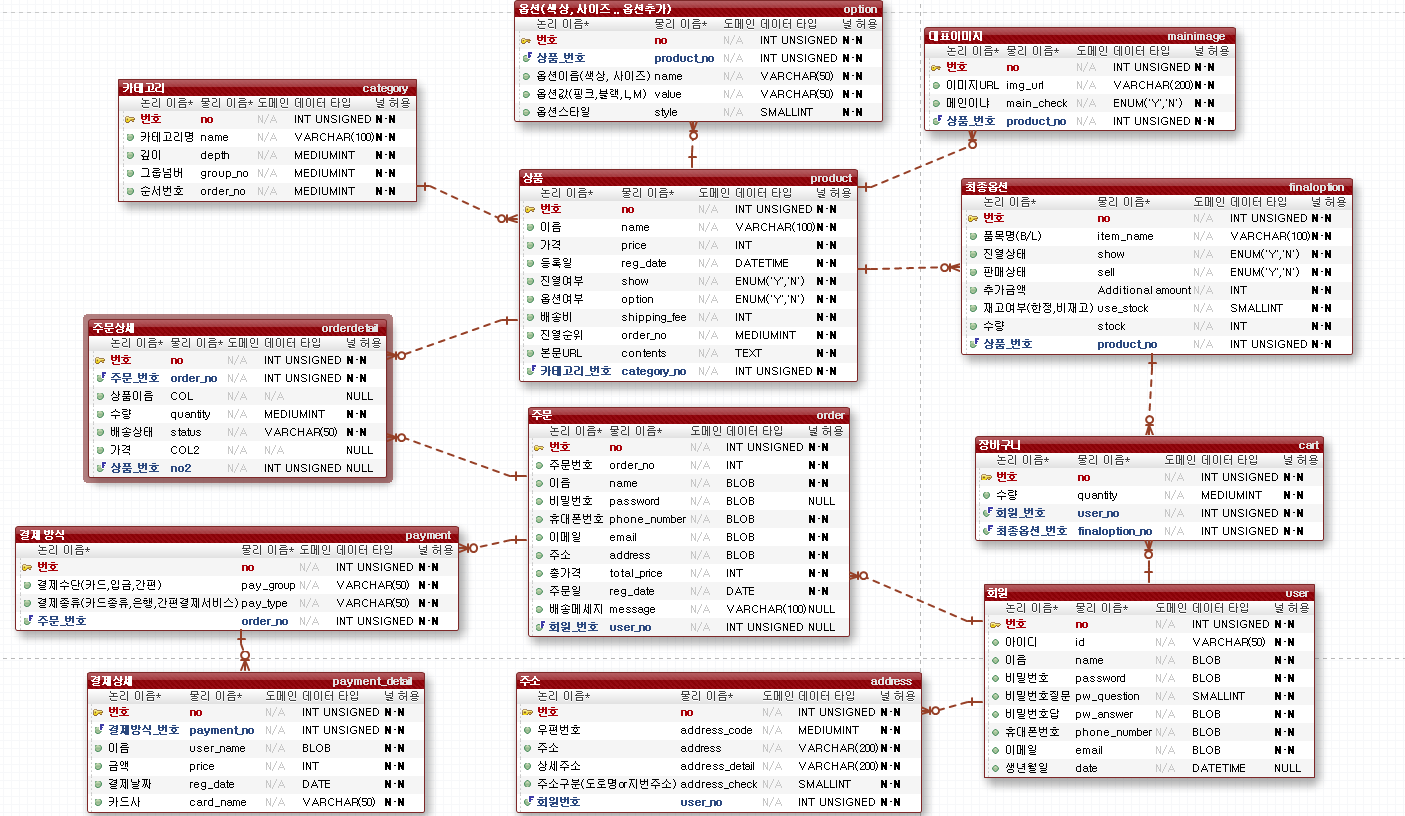 옵션(색상, 사이즈 .. 옵션추가) option
논리 이름* 물리 이름* 도메인 데이터 타입 널 허용
번호 no N/A INT UNSIGNED N-N
상품_번호 product_no N/A INT UNSIGNED N-N
옵션이름(색상, 사이즈) name N/A VARCHAR(50) N-N
옵션값(핑크,블랙,L,M) value N/A VARCHAR(50) N-N
옵션스타일 style N/A SMALLINT N-N
대표이미지 mainimage
논리 이름* 물리 이름* 도메인 데이터 타입 널 허용
번호 no N/A INT UNSIGNED N-N
이미지URL img_url N/A VARCHAR(200) N-N
메인이냐 main_check N/A ENUM('Y','N') N-N
상품_번호 product_no N/A INT UNSIGNED N-N
카테고리 category
논리 이름* 물리 이름* 도메인 데이터 타입 널 허용
번호 no N/A INT UNSIGNED N-N
카테고리명 name N/A VARCHAR(100) N-N
깊이 depth N/A MEDIUMINT N-N
그룹넘버 group_no N/A MEDIUMINT N-N
순서번호 order_no N/A MEDIUMINT N-N
상품 product
논리 이름* 물리 이름* 도메인 데이터 타입 널 허용
번호 no N/A INT UNSIGNED N-N
이름 name N/A VARCHAR(100) N-N
가격 price N/A INT N-N
등록일 reg_date N/A DATETIME N-N
진열여부 show N/A ENUM('Y','N') N-N
옵션여부 option N/A ENUM('Y','N') N-N
배송비 shipping_fee N/A INT N-N
진열순위 order_no N/A MEDIUMINT N-N
본문URL contents N/A TEXT N-N
카테고리_번호 category_no N/A INT UNSIGNED N-N
최종옵션 finaloption
논리 이름* 물리 이름* 도메인 데이터 타입 널 허용
번호 no N/A INT UNSIGNED N-N
품목명(B/L) item_name N/A VARCHAR(100) N-N
진열상태 show N/A ENUM('Y','N') N-N
판매상태 sell N/A ENUM('Y','N') N-N
추가금액 Additional amount N/A INT N-N
재고여부(한정,비재고) use_stock N/A SMALLINT N-N
수량 stock N/A INT N-N
상품_번호 product_no N/A INT UNSIGNED N-N
주문상세 orderdetail
논리 이름* 물리 이름* 도메인 데이터 타입 널 허용
번호 no N/A INT UNSIGNED N-N
주문_번호 order_no N/A INT UNSIGNED N-N
상품이름 COL N/A N/A NULL
수량 quantity N/A MEDIUMINT N-N
배송상태 status N/A VARCHAR(50) N-N
가격 COL2 N/A N/A NULL
상품_번호 no2 N/A INT UNSIGNED NULL
주문 order
논리 이름* 물리 이름* 도메인 데이터 타입 널 허용
번호 no N/A INT UNSIGNED N-N
주문번호 order_no N/A INT N-N
이름 name N/A BLOB N-N
비밀번호 password N/A BLOB NULL
휴대폰번호 phone_number N/A BLOB N-N
이메일 email N/A BLOB N-N
주소 address N/A BLOB N-N
총가격 total_price N/A INT N-N
주문일 reg_date N/A DATE N-N
배송메세지 message N/A VARCHAR(100) NULL
회원_번호 user_no N/A INT UNSIGNED NULL
장바구니 cart
논리 이름* 물리 이름* 도메인 데이터 타입 널 허용
번호 no N/A INT UNSIGNED N-N
수량 quantity N/A MEDIUMINT N-N
회원_번호 user_no N/A INT UNSIGNED N-N
최종옵션_번호 finaloption_no N/A INT UNSIGNED N-N
결제 방식 payment
논리 이름* 물리 이름* 도메인 데이터 타입 널 허용
번호 no N/A INT UNSIGNED N-N
결제수단(카드,입금,간편) pay_group N/A VARCHAR(50) N-N
결제종류(카드종류,은행,간편결제서비스) pay_type N/A VARCHAR(50) N-N
주문_번호 order_no N/A INT UNSIGNED N-N
회원 user
논리 이름* 물리 이름* 도메인 데이터 타입 널 허용
번호 no N/A INT UNSIGNED N-N
아이디 id N/A VARCHAR(50) N-N
이름 name N/A BLOB N-N
비밀번호 password N/A BLOB N-N
비밀번호질문 pw_question N/A SMALLINT N-N
비밀번호답 pw_answer N/A BLOB N-N
휴대폰번호 phone_number N/A BLOB N-N
이메일 email N/A BLOB N-N
생년월일 date N/A DATETIME NULL
결제상세 payment_detail
논리 이름* 물리 이름* 도메인 데이터 타입 널 허용
번호 no N/A INT UNSIGNED N-N
결제방식_번호 payment_no N/A INT UNSIGNED N-N
이름 user_name N/A BLOB N-N
금액 price N/A INT N-N
결제날짜 reg_date N/A DATE N-N
카드사 card_name N/A VARCHAR(50) N-N
주소 address
논리 이름* 물리 이름* 도메인 데이터 타입 널 허용
번호 no N/A INT UNSIGNED N-N
우편번호 address_code N/A MEDIUMINT N-N
주소 address N/A VARCHAR(200) N-N
상세주소 address_detail N/A VARCHAR(200) N-N
주소구분(도로명or지번주소) address_check N/A SMALLINT N-N
회원번호 user_no N/A INT UNSIGNED N-N